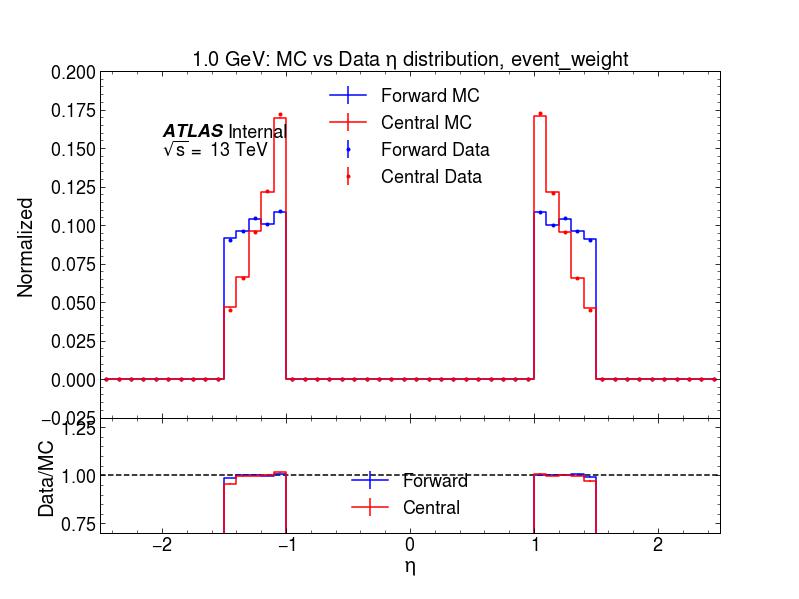 1.0 GeV: MC vs Data η distribution, event_weight
0.200
0.175
0.150
0.125
0.100
0.075
0.050
0.025
0.000
−0.025
Normalized
ATLAS Internal
√s = 13 TeV
Forward MC
Central MC
Forward Data
Central Data
1.25
1.00
0.75
Data/MC
Forward
Central
−2 −1 0 1 2
η